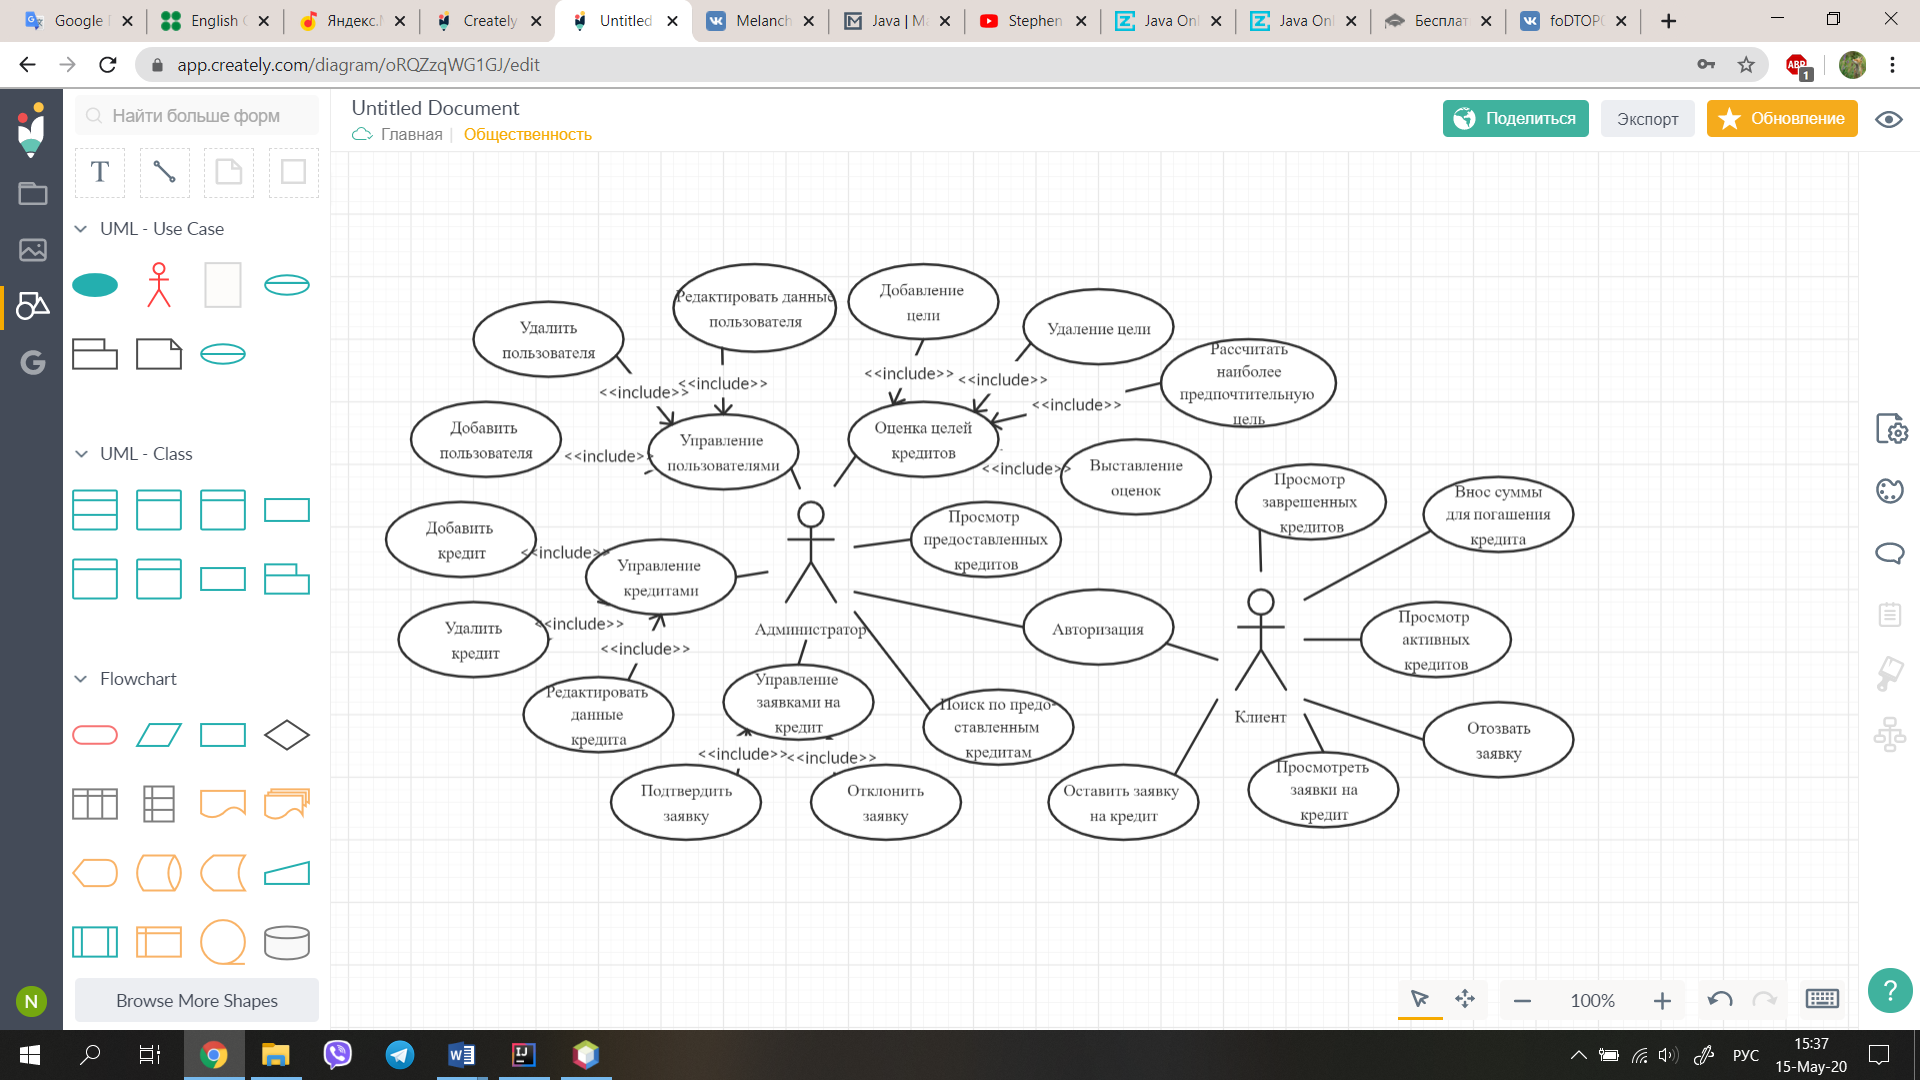 Google
English
Яндекс.
Creately
Untitled
Melanch
Java | Ma
Stephen
Java Onl
Java Onl
Бесплат
foDTOP
app.creately.com/diagram/oRQZzqWG1GJ/edit
ABP
1
Найти больше форм
Untitled Document
Главная | Общественность
Поделиться
Экспорт
Обновление
T
UML - Use Case
UML - Class
Flowchart
Browse More Shapes
N
G
Редактировать данные
пользователя
Добавление
цели
Удалить
пользователя
Удаление цели
Рассчитать
наиболее
предпочтительную
цель
<<include>>
<<include>>
<<include>>
<<include>>
<<include>>
Добавить
пользователя
<<include>>
Управление
пользователями
Оценка целей
кредитов
<<include>>
Выставление
оценок
Просмотр
заврешенных
кредитов
Внос суммы
для погашения
кредита
Добавить
кредит
<<include>>
Управление
кредитами
Просмотр
предоставленных
кредитов
Удалить
кредит
<<include>>
<<include>>
Администратор
Авторизация
Просмотр
активных
кредитов
Редактировать
данные
кредита
Управление
заявками на
кредит
Поиск по предо-
ставленным
кредитам
Клиент
Отозвать
заявку
<<include>>
<<include>>
Подтвердить
заявку
Отклонить
заявку
Оставить заявку
на кредит
Просмотреть
заявки на
кредит
100%
?
РУС
15:37
15-May-20